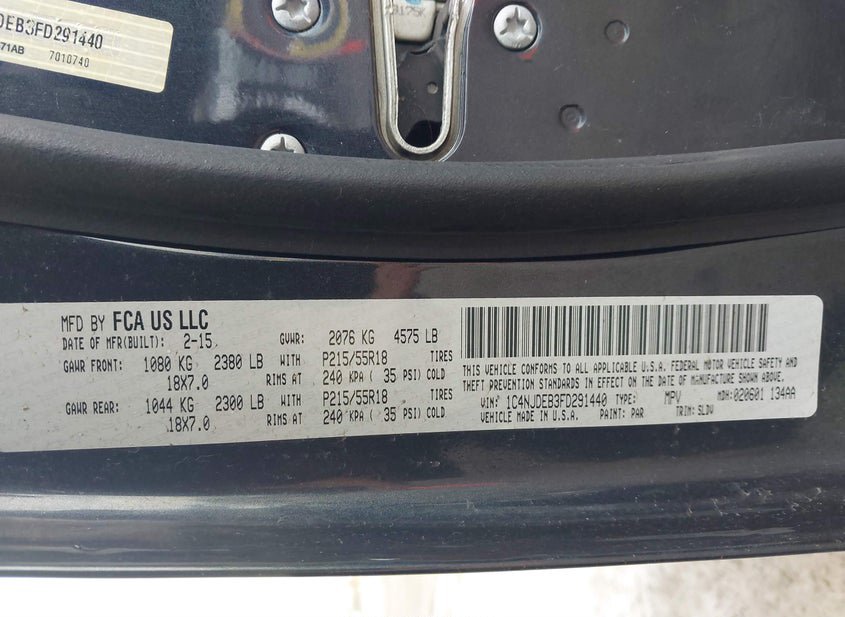 DEB3FD291440
71AB 7010740
MFD BY FCA US LLC
DATE OF MFR(BUILT): 2-15 GVWR: 2076 KG 4575 LB
GAWR FRONT: 1080 KG 2380 LB WITH P215/55R18 TIRES
18X7.0 RIMS AT 240 KPA ( 35 PSI) COLD
GAWR REAR: 1044 KG 2300 LB WITH P215/55R18 TIRES
18X7.0 RIMS AT 240 KPA ( 35 PSI) COLD
THIS VEHICLE CONFORMS TO ALL APPLICABLE U.S.A. FEDERAL MOTOR VEHICLE SAFETY AND
THEFT PREVENTION STANDARDS IN EFFECT ON THE DATE OF MANUFACTURE SHOWN ABOVE.
VIN: 1C4NJDEB3FD291440 TYPE: MPV MDH: 020601 134AA
VEHICLE MADE IN U.S.A. PAINT: PAR TRIM: SLDV